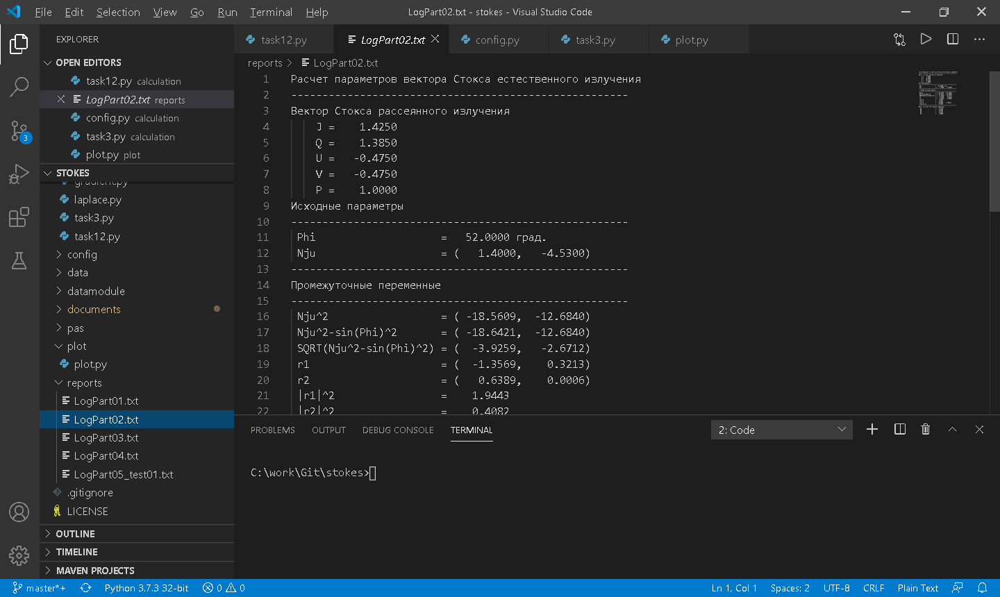 File Edit Selection View Go Run Terminal Help LogPart02.txt - stokes - Visual Studio Code
EXPLORER
OPEN EDITORS
task12.py calculation
LogPart02.txt reports
config.py calculation
task3.py calculation
plot.py plot
STOKES
gradient.py
laplace.py
task3.py
task12.py
config
data
datamodule
documents
pas
plot
plot.py
reports
LogPart01.txt
LogPart02.txt
LogPart03.txt
LogPart04.txt
LogPart05_test01.txt
.gitignore
LICENSE
OUTLINE
TIMELINE
MAVEN PROJECTS
3
task12.py LogPart02.txt config.py task3.py plot.py
reports > LogPart02.txt
1 Расчет параметров вектора Стокса естественного излучения
2 ------------------------------------------------------
3 Вектор Стокса рассеянного излучения
4 J = 1.4250
5 Q = 1.3850
6 U = -0.4750
7 V = -0.4750
8 P = 1.0000
9 Исходные параметры
10 ------------------------------------------------------
11 Phi = 52.0000 град.
12 Nju = ( 1.4000, -4.5300)
13 ------------------------------------------------------
14 Промежуточные переменные
15 ------------------------------------------------------
16 Nju^2 = ( -18.5609, -12.6840)
17 Nju^2-sin(Phi)^2 = ( -18.6421, -12.6840)
18 SQRT(Nju^2-sin(Phi)^2) = ( -3.9259, -2.6712)
19 r1 = ( -1.3569, 0.3213)
20 r2 = ( 0.6389, 0.0006)
21 |r1|^2 = 1.9443
22 |r2|^2 = 0.4082
PROBLEMS OUTPUT DEBUG CONSOLE TERMINAL 2: Code
C:\work\Git\stokes>
master*+ Python 3.7.3 32-bit 0 0 Ln 1, Col 1 Spaces: 2 UTF-8 CRLF Plain Text